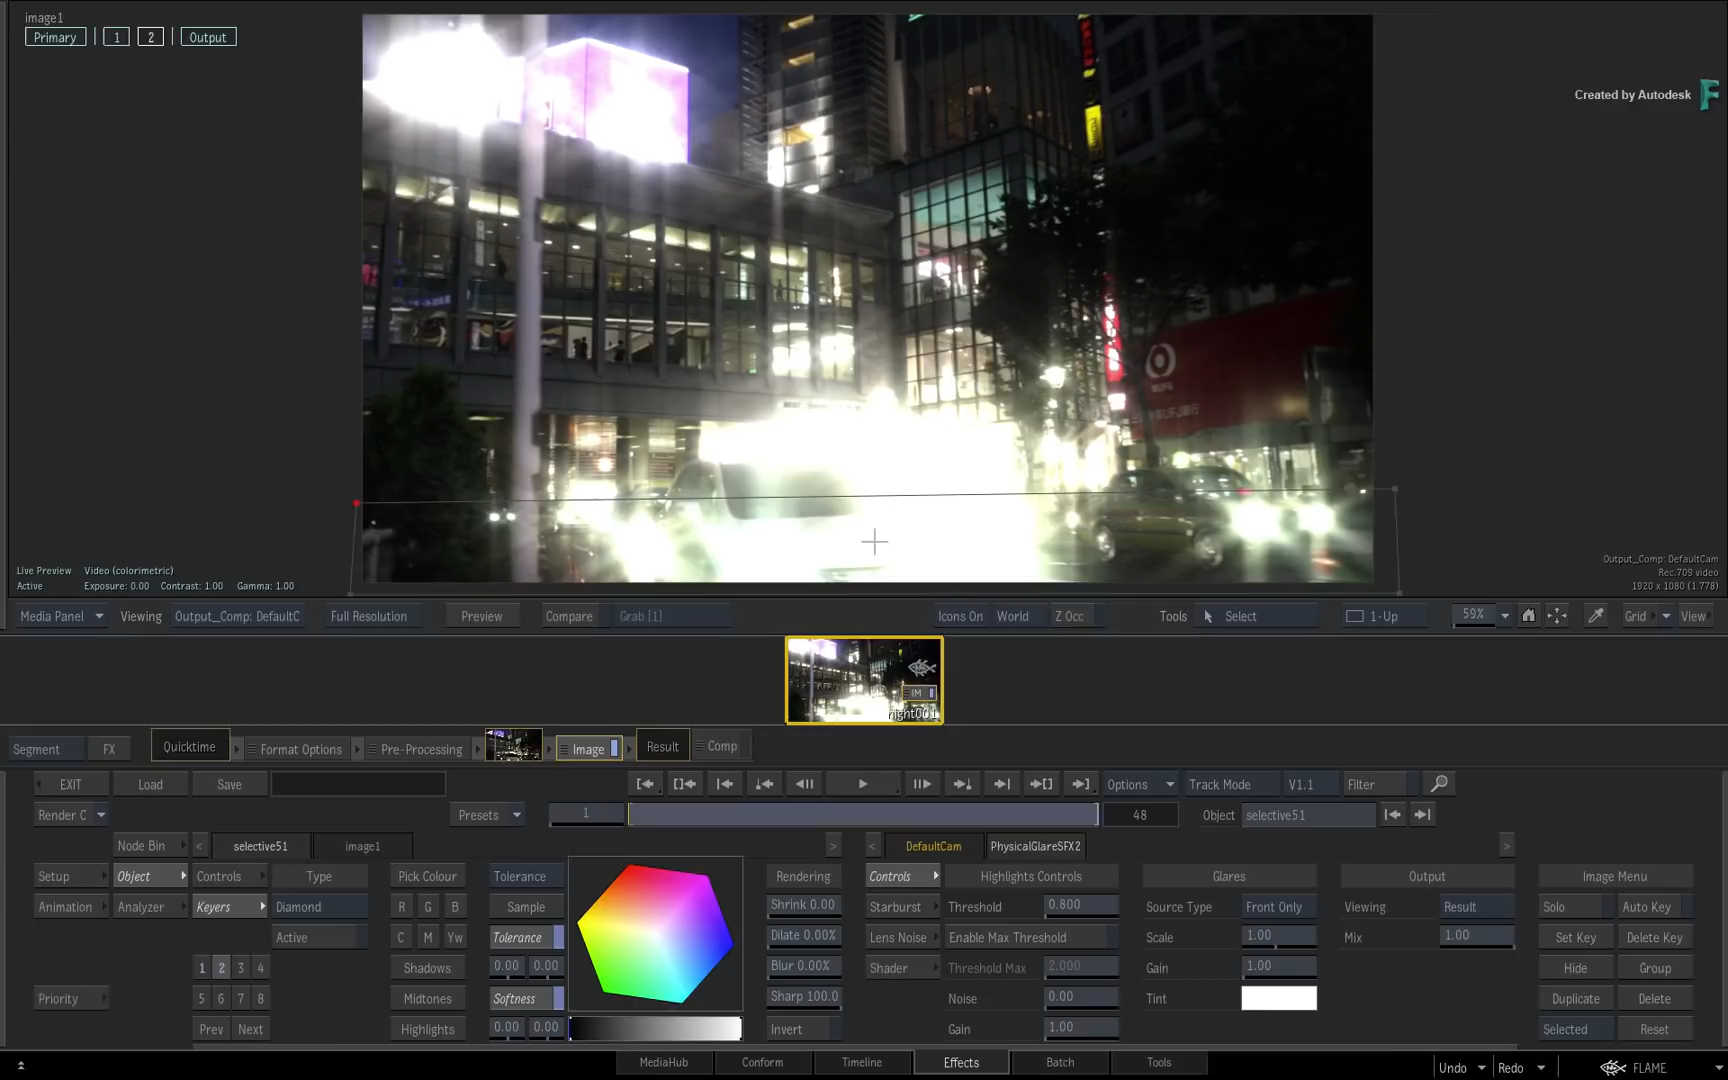 image1
Primary | 1 2 | Output
Created by Autodesk
MUFG
Live Preview Video (colorimetric)
Active Exposure: 0.00 Contrast: 1.00 Gamma: 1.00
Output_Comp: DefaultCam
Rec.709 video
1920 x 1080 (1.778)
Media Panel Viewing Output_Comp: DefaultC Full Resolution Preview Compare Grab [1] Icons On World Z Occ Tools Select 1-Up 59% Grid View
IM
night001
Segment FX Quicktime Format Options Pre-Processing Image Result Comp
EXIT Load Save Options Track Mode V1.1 Filter
Render C Presets 1 48 Object selective51
Node Bin < selective51 image1 > < DefaultCam PhysicalGlareSFX2 >
Setup Object Controls Type Pick Colour Tolerance Rendering Controls Highlights Controls Glares Output Image Menu
Animation Analyzer Keyers Diamond R G B Sample Shrink 0.00 Starburst Threshold 0.800 Source Type Front Only Viewing Result Solo Auto Key
Active C M Yw Tolerance Dilate 0.00% Lens Noise Enable Max Threshold Scale 1.00 Mix 1.00 Set Key Delete Key
1 2 3 4 Shadows 0.00 0.00 Blur 0.00% Shader Threshold Max 2.000 Gain 1.00 Hide Group
Priority 5 6 7 8 Midtones Softness Sharp 100.0 Noise 0.00 Tint Duplicate Delete
Prev Next Highlights 0.00 0.00 Invert Gain 1.00 Selected Reset
MediaHub Conform Timeline Effects Batch Tools Undo Redo FLAME